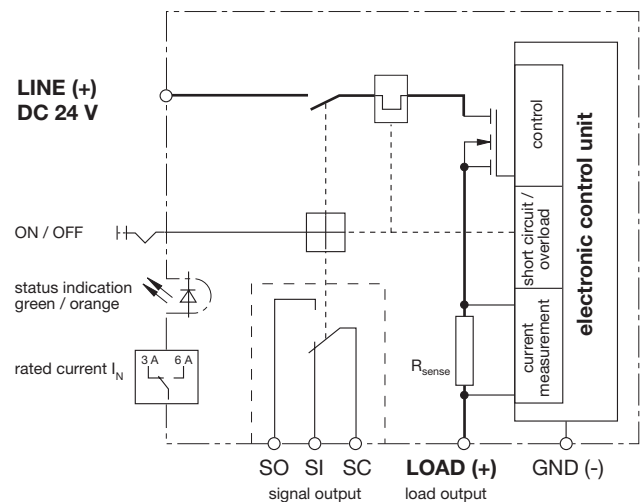 LINE (+)
DC 24 V
ON / OFF
status indication
green / orange
rated current I_N
3 A 6 A
control
short circuit /
overload
current
measurement
electronic control unit
R_sense
SO SI SC
signal output
LOAD (+)
load output
GND (-)